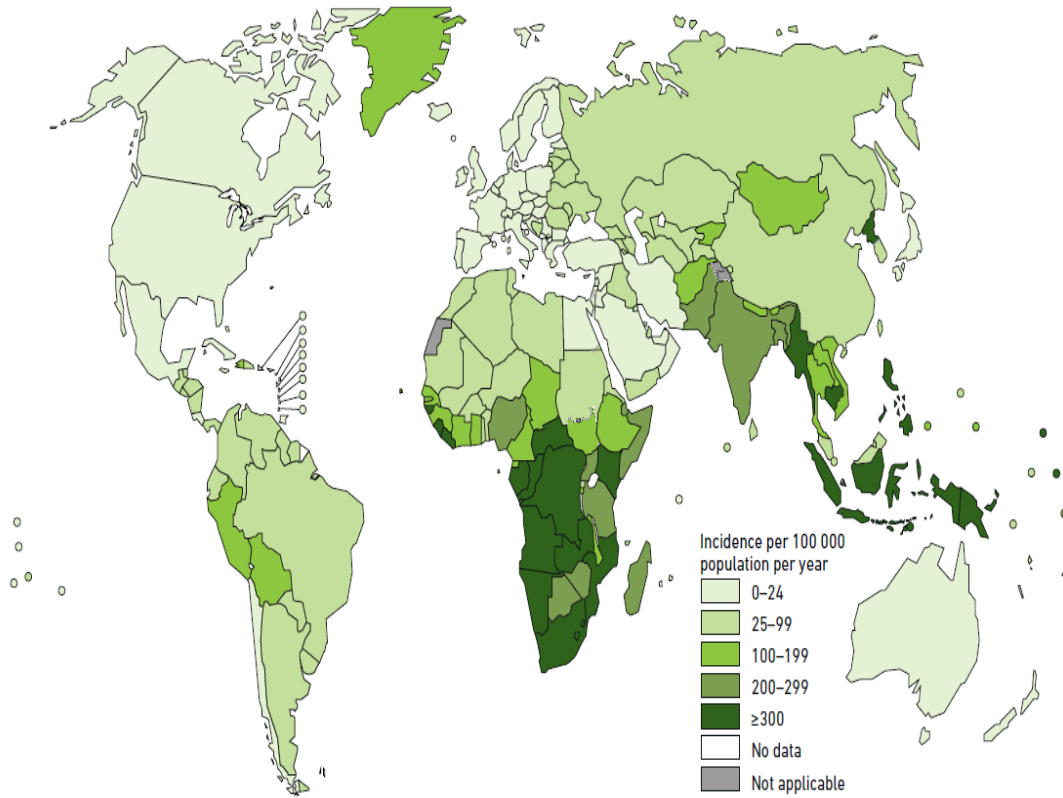 Incidence per 100 000
population per year
0–24
25–99
100–199
200–299
≥300
No data
Not applicable